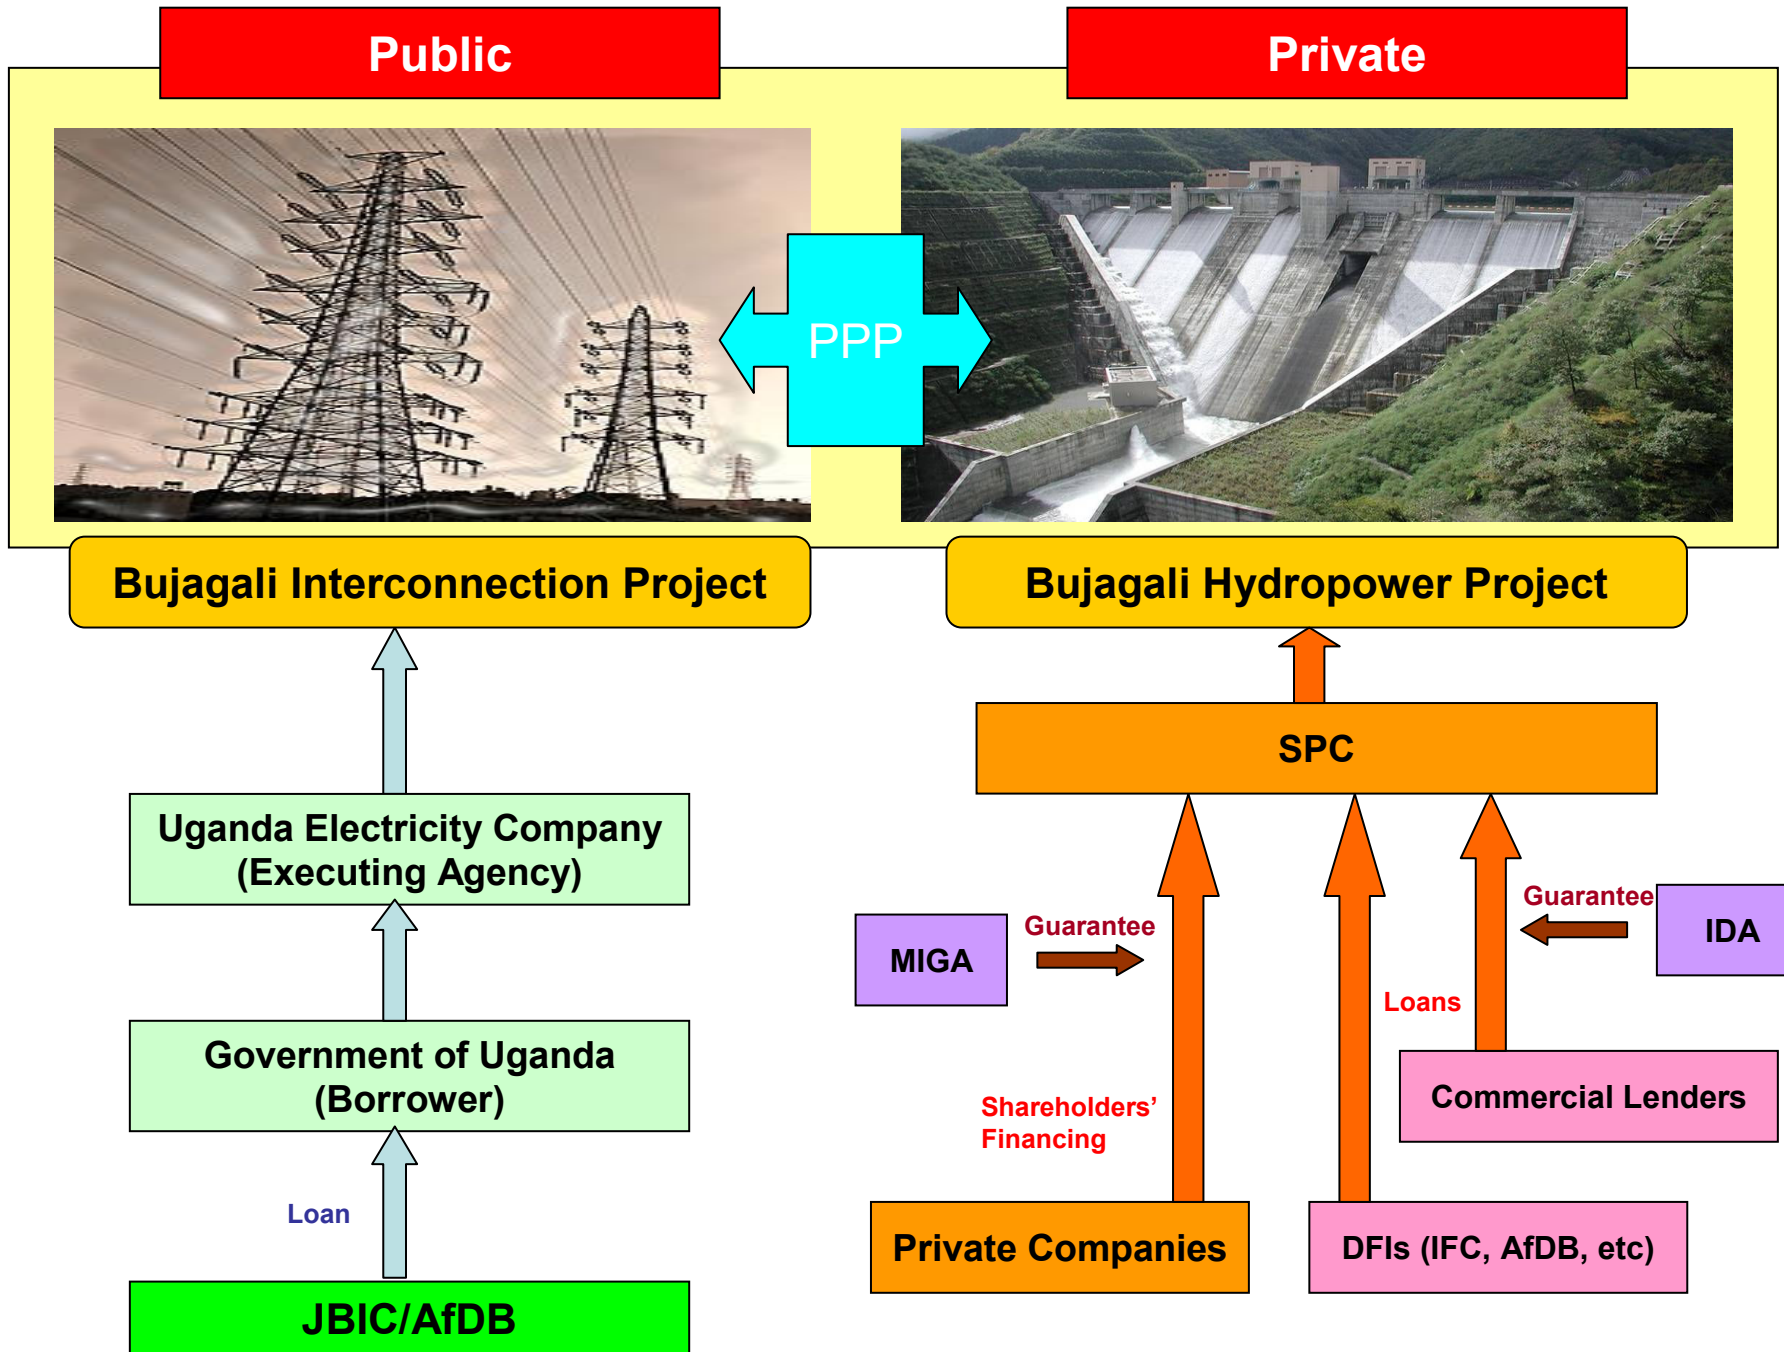 Public
Private
PPP
Bujagali Interconnection Project
Bujagali Hydropower Project
SPC
Uganda Electricity Company
(Executing Agency)
Guarantee
MIGA
Guarantee
IDA
Loans
Government of Uganda
(Borrower)
Commercial Lenders
Shareholders’
Financing
Loan
Private Companies
DFIs (IFC, AfDB, etc)
JBIC/AfDB